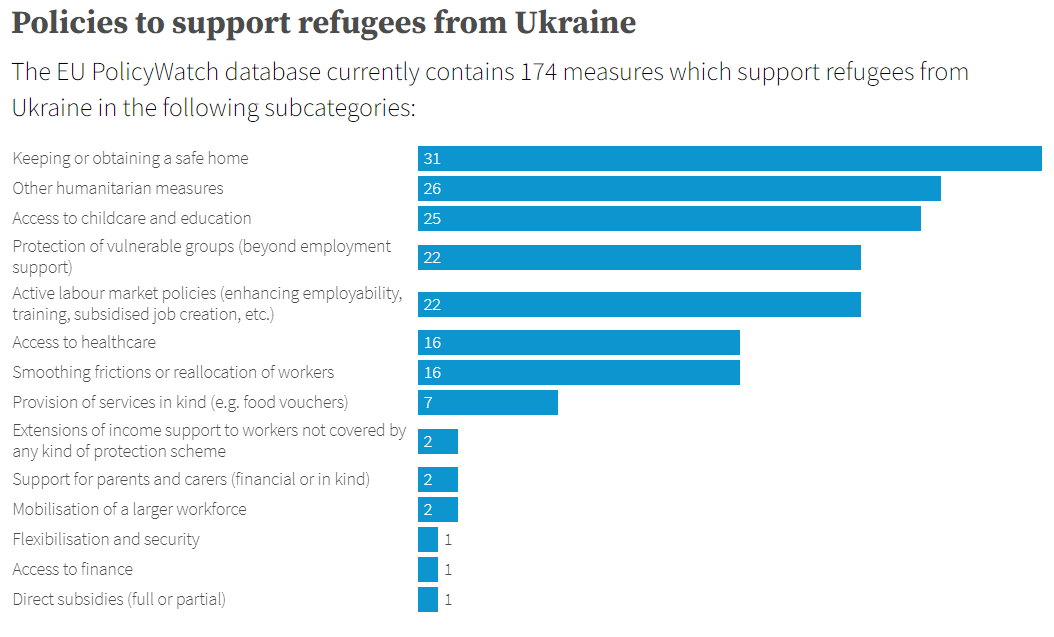 Policies to support refugees from Ukraine
The EU PolicyWatch database currently contains 174 measures which support refugees from
Ukraine in the following subcategories:
Keeping or obtaining a safe home 31
Other humanitarian measures 26
Access to childcare and education 25
Protection of vulnerable groups (beyond employment
support) 22
Active labour market policies (enhancing employability,
training, subsidised job creation, etc.) 22
Access to healthcare 16
Smoothing frictions or reallocation of workers 16
Provision of services in kind (e.g. food vouchers) 7
Extensions of income support to workers not covered by
any kind of protection scheme 2
Support for parents and carers (financial or in kind) 2
Mobilisation of a larger workforce 2
Flexibilisation and security 1
Access to finance 1
Direct subsidies (full or partial) 1